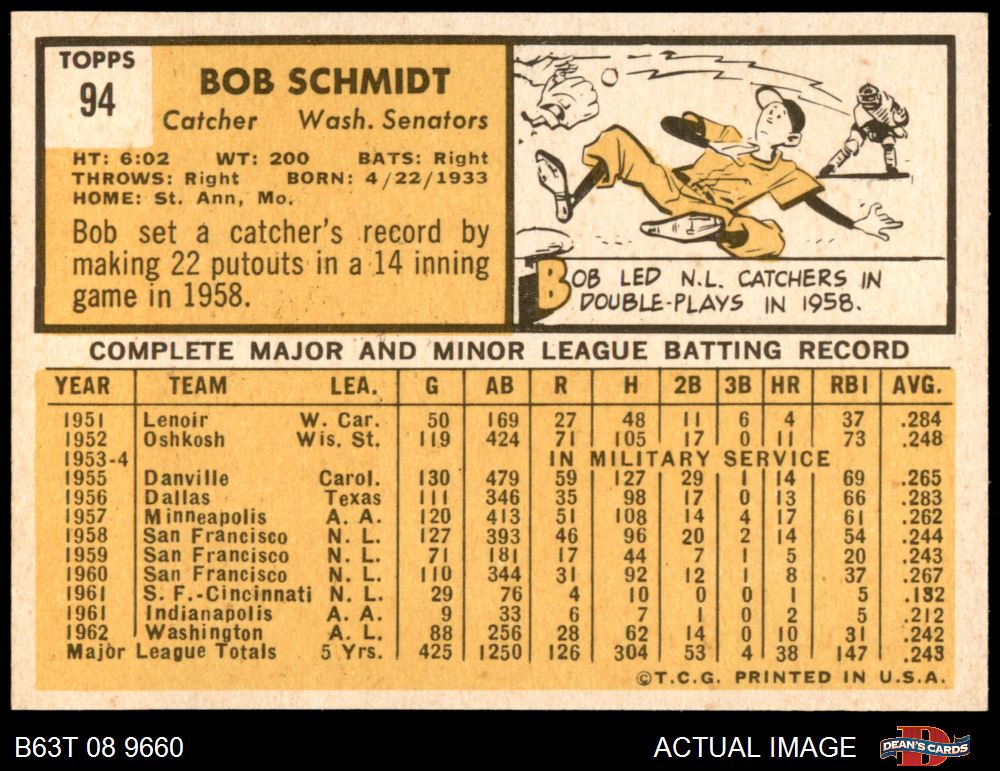 TOPPS
94
BOB SCHMIDT
Catcher Wash. Senators
HT: 6:02 WT: 200 BATS: Right
THROWS: Right BORN: 4/22/1933
HOME: St. Ann, Mo.
Bob set a catcher's record by
making 22 putouts in a 14 inning
game in 1958.
BOB LED N.L. CATCHERS IN
DOUBLE-PLAYS IN 1958.
COMPLETE MAJOR AND MINOR LEAGUE BATTING RECORD
YEAR TEAM LEA. G AB R H 2B 3B HR RBI AVG.
1951 Lenoir W. Car. 50 169 27 48 11 6 4 37 .284
1952 Oshkosh Wis. St. 119 424 71 105 17 0 11 73 .248
1953-4 IN MILITARY SERVICE
1955 Danville Carol. 130 479 59 127 29 1 14 69 .265
1956 Dallas Texas 111 346 35 98 17 0 13 66 .283
1957 Minneapolis A. A. 120 413 51 108 14 4 17 61 .262
1958 San Francisco N. L. 127 393 46 96 20 2 14 54 .244
1959 San Francisco N. L. 71 181 17 44 7 1 5 20 .243
1960 San Francisco N. L. 110 344 31 92 12 1 8 37 .267
1961 S. F.-Cincinnati N. L. 29 76 4 10 0 0 1 5 .132
1961 Indianapolis A. A. 9 33 6 7 1 0 2 5 .212
1962 Washington A. L. 88 256 28 62 14 0 10 31 .242
Major League Totals 5 Yrs. 425 1250 126 304 53 4 38 147 .243
©T.C.G. PRINTED IN U.S.A.
B63T 08 9660
ACTUAL IMAGE
DEAN'S CARDS